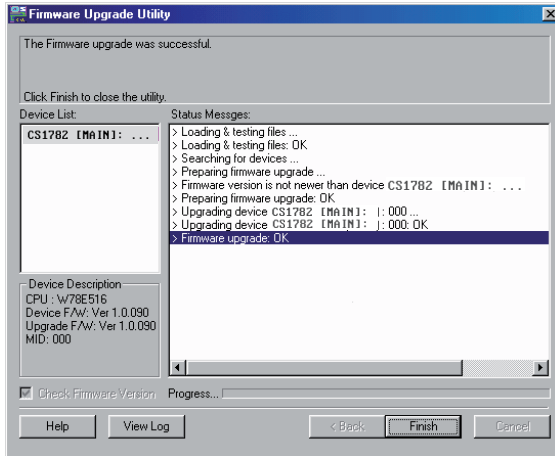 Firmware Upgrade Utility
The Firmware upgrade was successful.
Click Finish to close the utility.
Device List:
CS1782 [MAIN]: ...
Status Messges:
> Loading & testing files ...
> Loading & testing files: OK
> Searching for devices ...
> Preparing firmware upgrade ...
> Firmware version is not newer than device CS1782 [MAIN]: ...
> Preparing firmware upgrade: OK
> Upgrading device CS1782 [MAIN]: |: 000 ...
> Upgrading device CS1782 [MAIN]: ): 000: OK
> Firmware upgrade: OK
Device Description
CPU : W78E516
Device F/W: Ver 1.0.090
Upgrade F/W: Ver 1.0.090
MID: 000
Check Firmware Version
Progress...
Help
View Log
< Back
Finish
Cancel